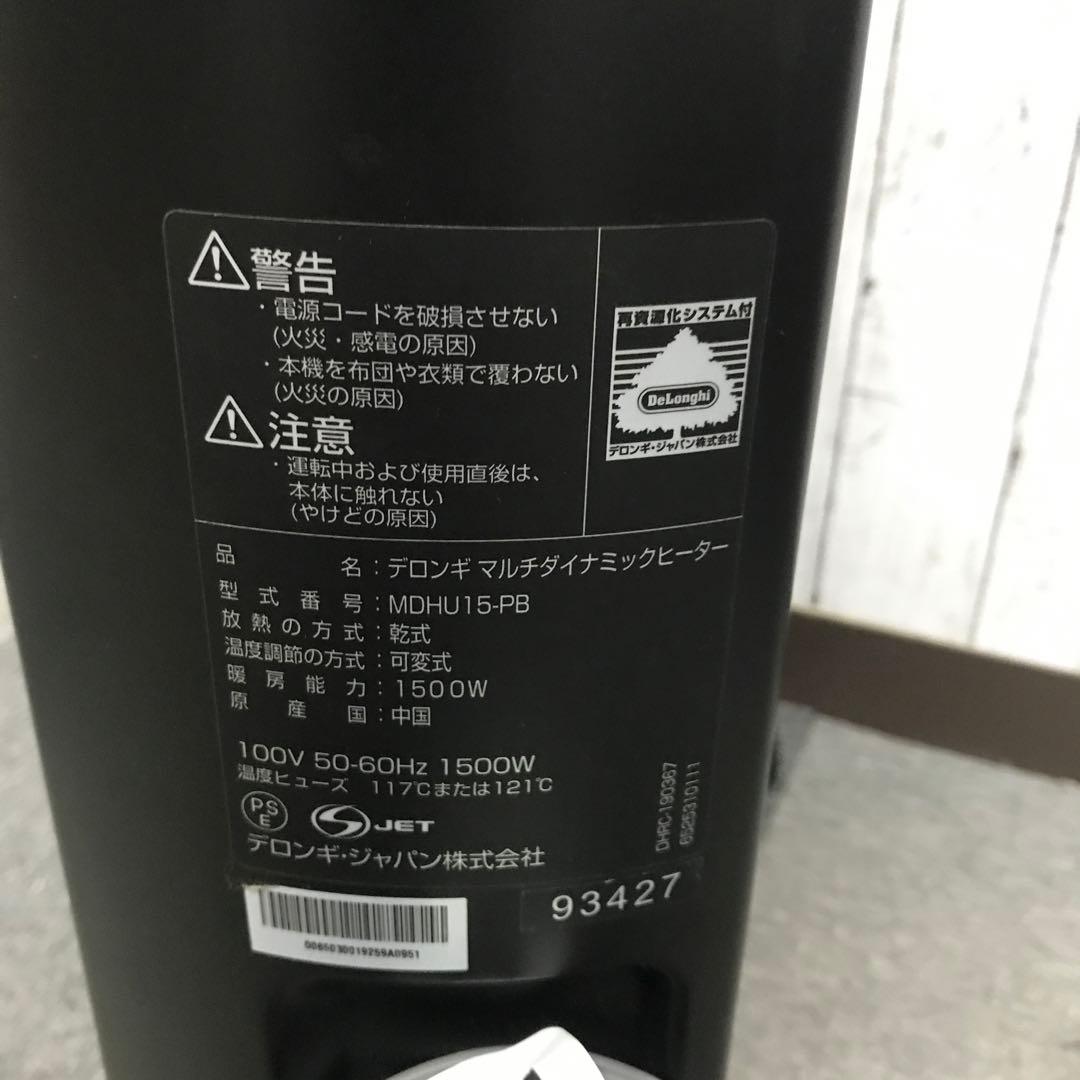 警告
・電源コードを破損させない
(火災・感電の原因)
・本機を布団や衣類で覆わない
(火災の原因)
注意
・運転中および使用直後は、
本体に触れない
(やけどの原因)
再資源化システム付
DeLonghi
デロンギ・ジャパン株式会社
品名：デロンギ マルチダイナミックヒーター
型式番号：MDHU15-PB
放熱の方式：乾式
温度調節の方式：可変式
暖房能力：1500W
原産国：中国
100V 50-60Hz 1500W
温度ヒューズ 117℃または121℃
PS
E
JET
デロンギ・ジャパン株式会社
DHRC-190367
6525310111
93427
0065030019259A0951